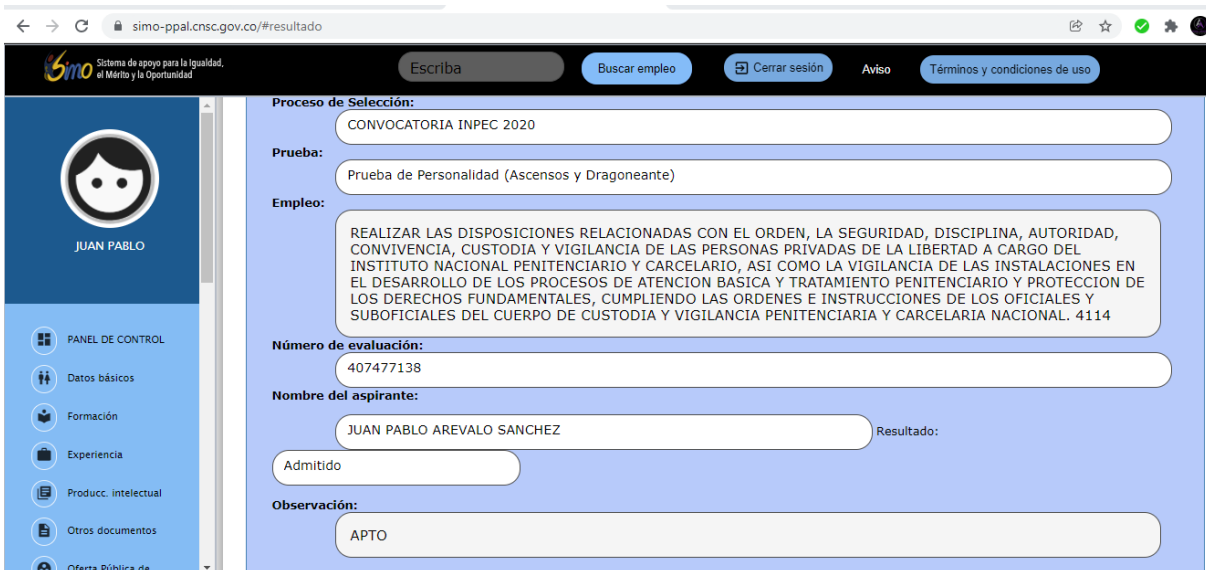 simo-ppal.cnsc.gov.co/#resultado
Simo
Sistema de apoyo para la Igualdad,
el Mérito y la Oportunidad
Escriba
Buscar empleo
Cerrar sesión
Aviso
Términos y condiciones de uso
JUAN PABLO
PANEL DE CONTROL
Datos básicos
Formación
Experiencia
Producc. intelectual
Otros documentos
Oferta Pública de
Proceso de Selección:
CONVOCATORIA INPEC 2020
Prueba:
Prueba de Personalidad (Ascensos y Dragoneante)
Empleo:
REALIZAR LAS DISPOSICIONES RELACIONADAS CON EL ORDEN, LA SEGURIDAD, DISCIPLINA, AUTORIDAD,
CONVIVENCIA, CUSTODIA Y VIGILANCIA DE LAS PERSONAS PRIVADAS DE LA LIBERTAD A CARGO DEL
INSTITUTO NACIONAL PENITENCIARIO Y CARCELARIO, ASI COMO LA VIGILANCIA DE LAS INSTALACIONES EN
EL DESARROLLO DE LOS PROCESOS DE ATENCION BASICA Y TRATAMIENTO PENITENCIARIO Y PROTECCION DE
LOS DERECHOS FUNDAMENTALES, CUMPLIENDO LAS ORDENES E INSTRUCCIONES DE LOS OFICIALES Y
SUBOFICIALES DEL CUERPO DE CUSTODIA Y VIGILANCIA PENITENCIARIA Y CARCELARIA NACIONAL. 4114
Número de evaluación:
407477138
Nombre del aspirante:
JUAN PABLO AREVALO SANCHEZ
Resultado:
Admitido
Observación:
APTO